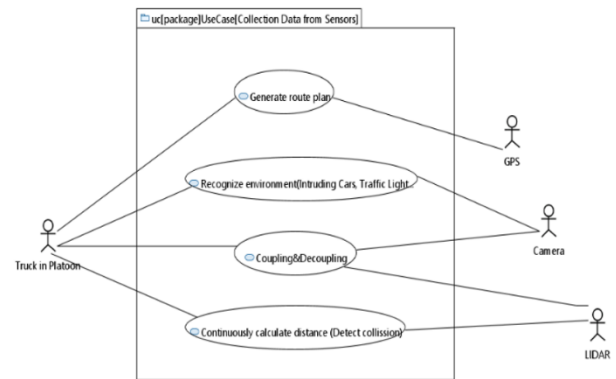 uc[package]UseCase[Collection Data from Sensors]
Generate route plan
GPS
Recognize environment(Intruding Cars, Traffic Light...
Camera
Truck in Platoon
Coupling&Decoupling
Continuously calculate distance (Detect collission)
LIDAR